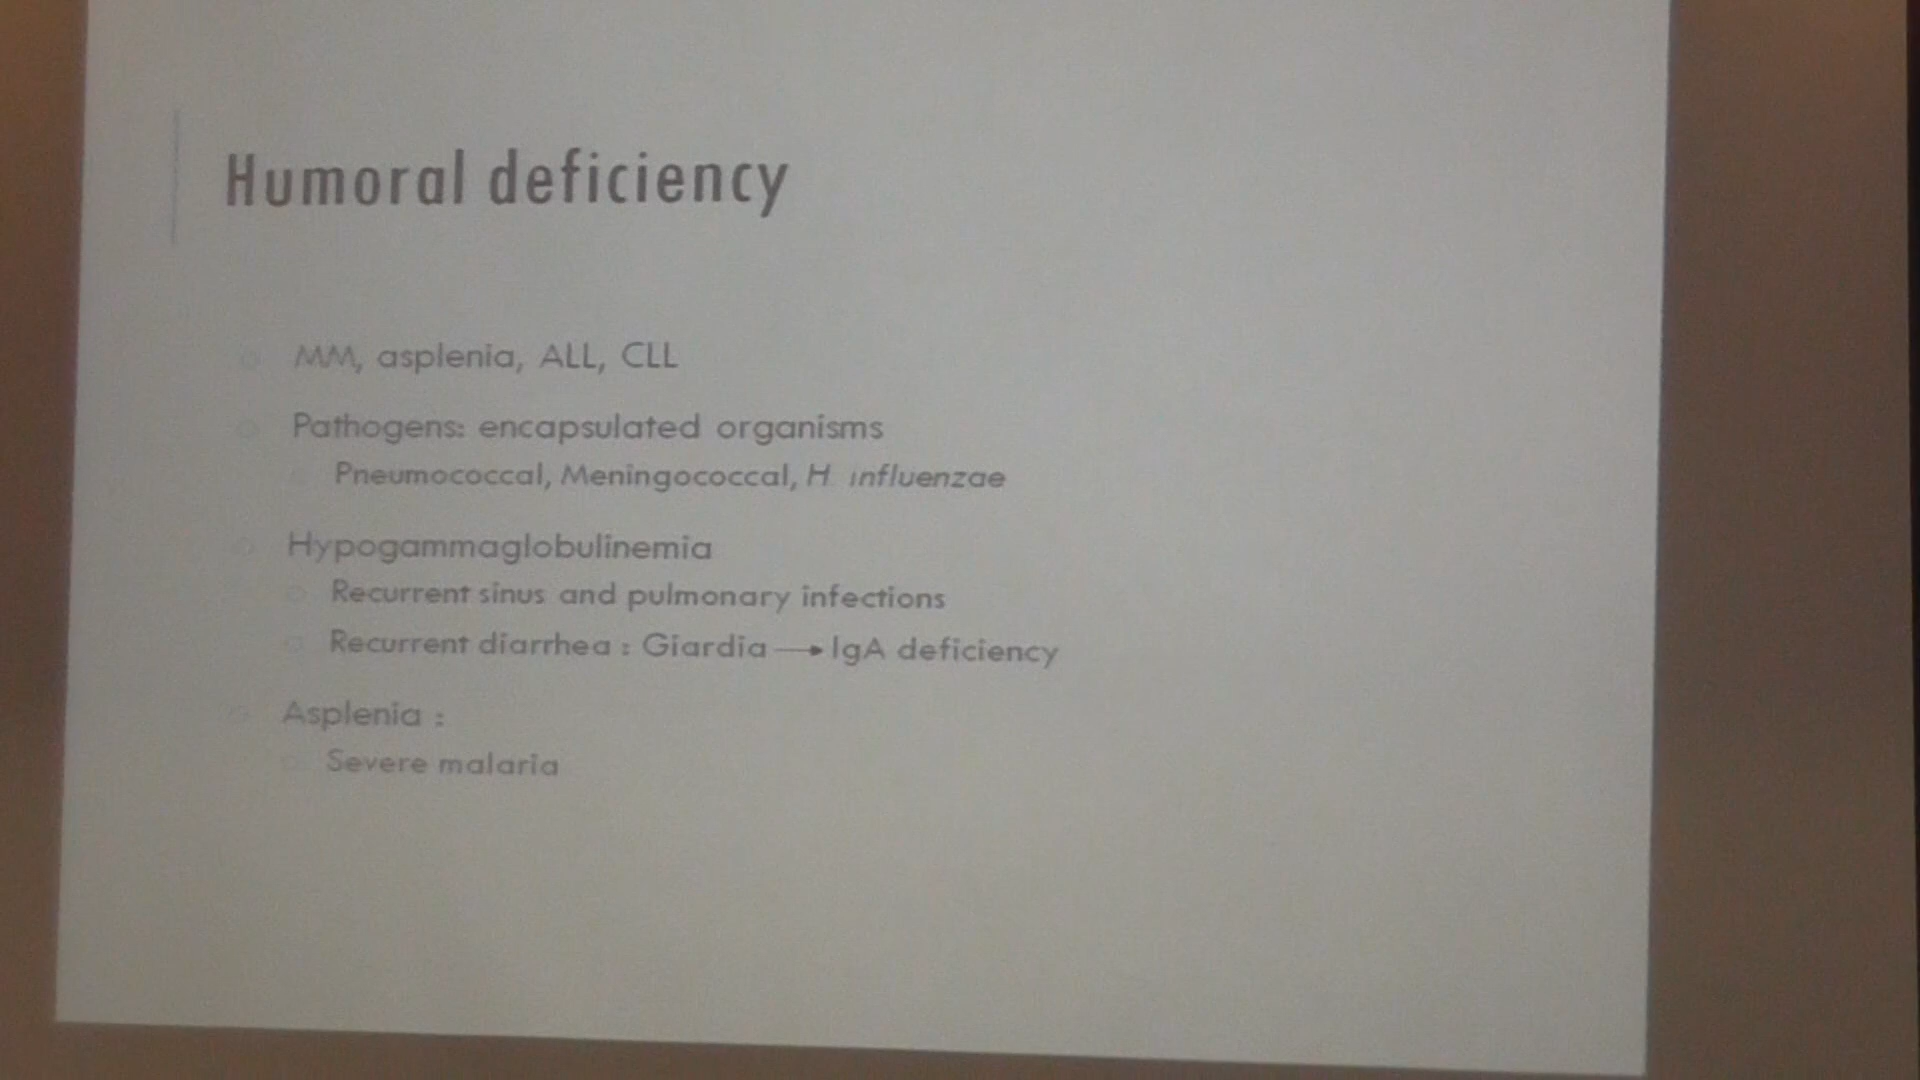 Humoral deficiency
MM, asplenia, ALL, CLL
Pathogens: encapsulated organisms
Pneumococcal, Meningococcal, H. influenzae
Hypogammaglobulinemia
Recurrent sinus and pulmonary infections
Recurrent diarrhea : Giardia → IgA deficiency
Asplenia :
Severe malaria